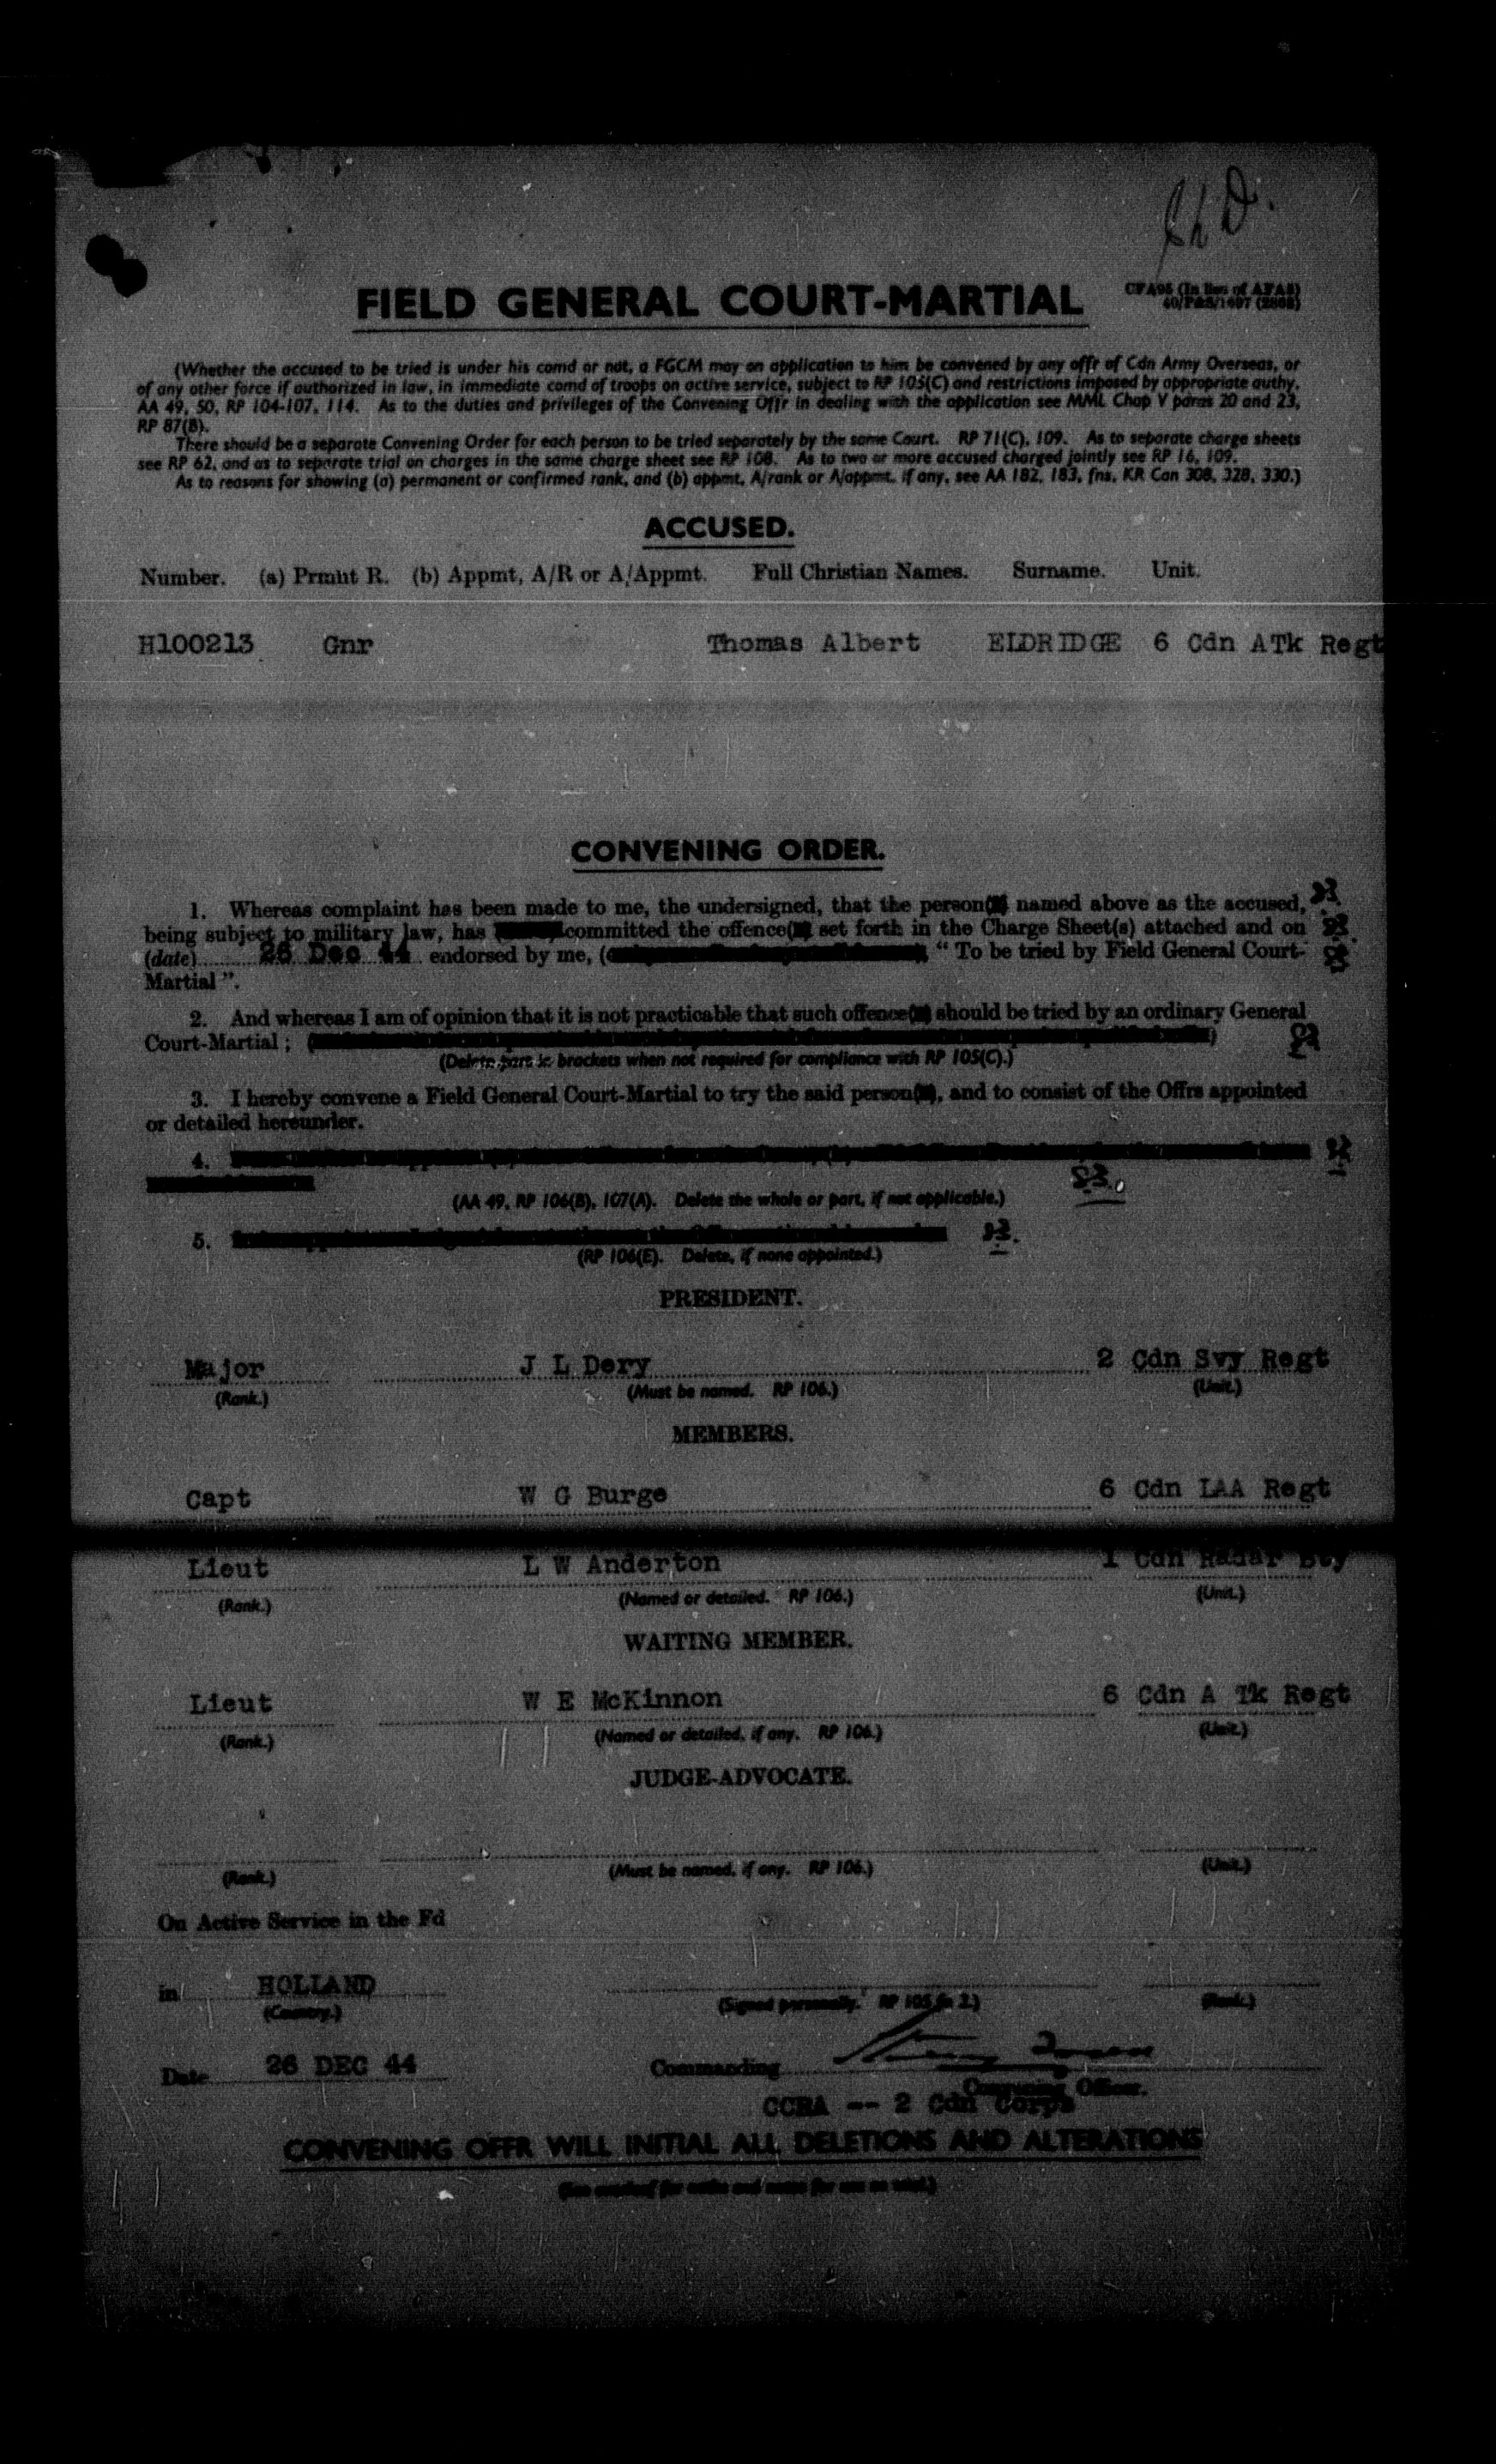 FIELD GENERAL COURT-MARTIAL
CFA95 (In lieu of AFA3)
(Whether the accused to be tried is under his comd or not, a FGCM may on application to him be convened by any offr of Cdn Army Overseas, or
of any other force if authorized in law, in immediate comd of troops on active service, subject to RP 105(C) and restrictions imposed by appropriate authy.
AA 49, 50, RP 104-107, 114. As to the duties and privileges of the Convening Offr in dealing with the application see MML Chap V paras 20 and 23,
RP 87(B).
There should be a separate Convening Order for each person to be tried separately by the same Court. RP 71(C), 109. As to separate charge sheets
see RP 62, and as to separate trial on charges in the same charge sheet see RP 108. As to two or more accused charged jointly see RP 16, 109.
As to reasons for showing (a) permanent or confirmed rank, and (b) appmt, A/rank or A/appmt, if any, see AA 182, 183, fns, KR Can 308, 328, 330.)
ACCUSED.
Number. (a) Prmnt R. (b) Appmt, A/R or A/Appmt. Full Christian Names. Surname. Unit.
H100213 Gnr Thomas Albert ELDRIDGE 6 Cdn ATk Regt
CONVENING ORDER.
1. Whereas complaint has been made to me, the undersigned, that the person named above as the accused,
being subject to military law, has committed the offence set forth in the Charge Sheet(s) attached and on
(date) 26 Dec 44 endorsed by me, ( "To be tried by Field General Court-
Martial".
2. And whereas I am of opinion that it is not practicable that such offence should be tried by an ordinary General
Court-Martial; ( )
(Delete part in brackets when not required for compliance with RP 105(C).)
3. I hereby convene a Field General Court-Martial to try the said person, and to consist of the Offrs appointed
or detailed hereunder.
4.
(AA 49, RP 106(B), 107(A). Delete the whole or part, if not applicable.)
5.
(RP 106(E). Delete, if none appointed.)
PRESIDENT.
Major J L Dery 2 Cdn Svy Regt
(Rank.) (Must be named. RP 106.) (Unit.)
MEMBERS.
Capt W G Burge 6 Cdn LAA Regt
Lieut L W Anderton 1 Cdn Radar Bty
(Rank.) (Named or detailed. RP 106.) (Unit.)
WAITING MEMBER.
Lieut W E McKinnon 6 Cdn A Tk Regt
(Rank.) (Named or detailed, if any. RP 106.) (Unit.)
JUDGE-ADVOCATE.
(Rank.) (Must be named, if any. RP 106.) (Unit.)
On Active Service in the Fd
in HOLLAND
(Country.) (Signed personally. RP 105 fn 2.) (Rank.)
Date 26 DEC 44 Commanding
Convening Officer.
CCRA -- 2 Cdn Corps
CONVENING OFFR WILL INITIAL ALL DELETIONS AND ALTERATIONS